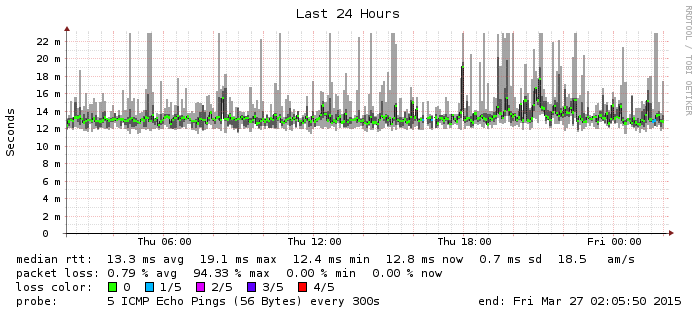 Last 24 Hours
RRDTOOL / TOBI OETIKER
Seconds
22 m
20 m
18 m
16 m
14 m
12 m
10 m
8 m
6 m
4 m
2 m
0
Thu 06:00 Thu 12:00 Thu 18:00 Fri 00:00
median rtt: 13.3 ms avg 19.1 ms max 12.4 ms min 12.8 ms now 0.7 ms sd 18.5 am/s
packet loss: 0.79 % avg 94.33 % max 0.00 % min 0.00 % now
loss color: 0 1/5 2/5 3/5 4/5
probe: 5 ICMP Echo Pings (56 Bytes) every 300s end: Fri Mar 27 02:05:50 2015